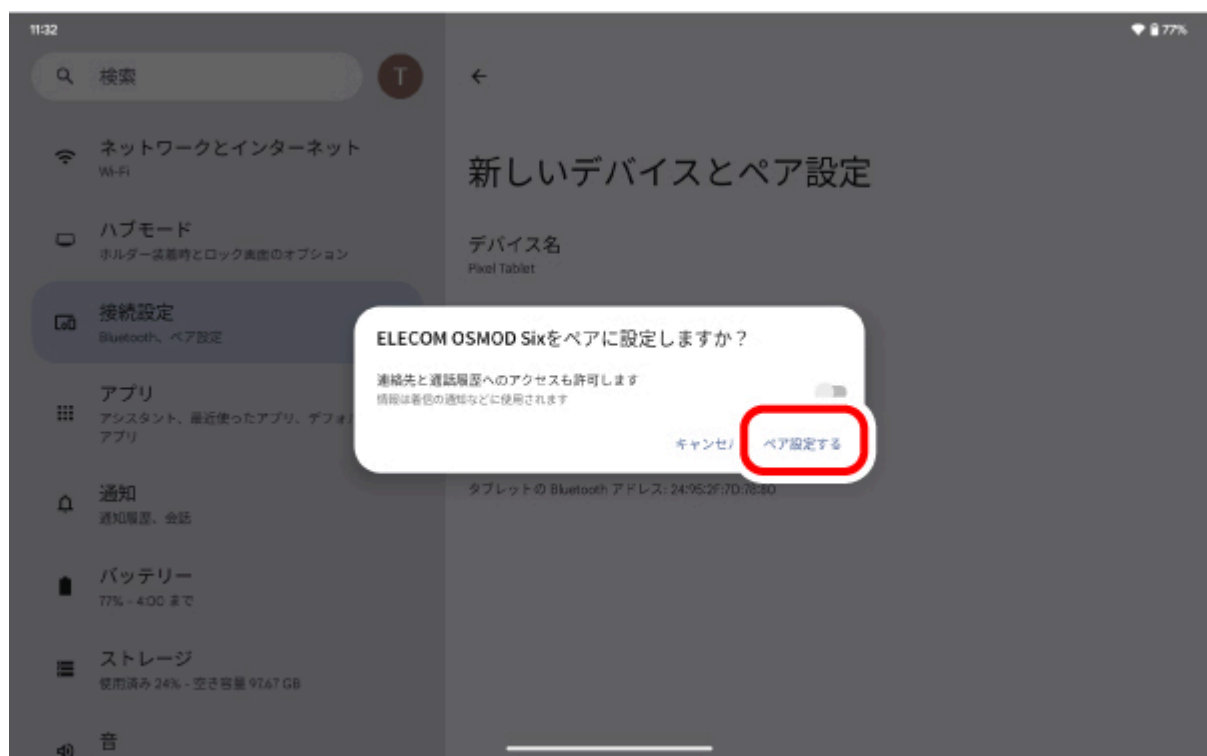 11:32
77%
検索
T
ネットワークとインターネット
Wi-Fi
ハブモード
ホルダー装着時とロック画面のオプション
接続設定
Bluetooth、ペア設定
アプリ
アシスタント、最近使ったアプリ、デフォ
アプリ
通知
通知履歴、会話
バッテリー
77% - 4:00 まで
ストレージ
使用済み 24% - 空き容量 97.67 GB
音
新しいデバイスとペア設定
デバイス名
Pixel Tablet
ELECOM OSMOD Sixをペアに設定しますか？
連絡先と通話履歴へのアクセスも許可します
情報は着信の通知などに使用されます
キャンセル
ペア設定する
タブレットの Bluetooth アドレス: 24:95:2F:7D:78:80